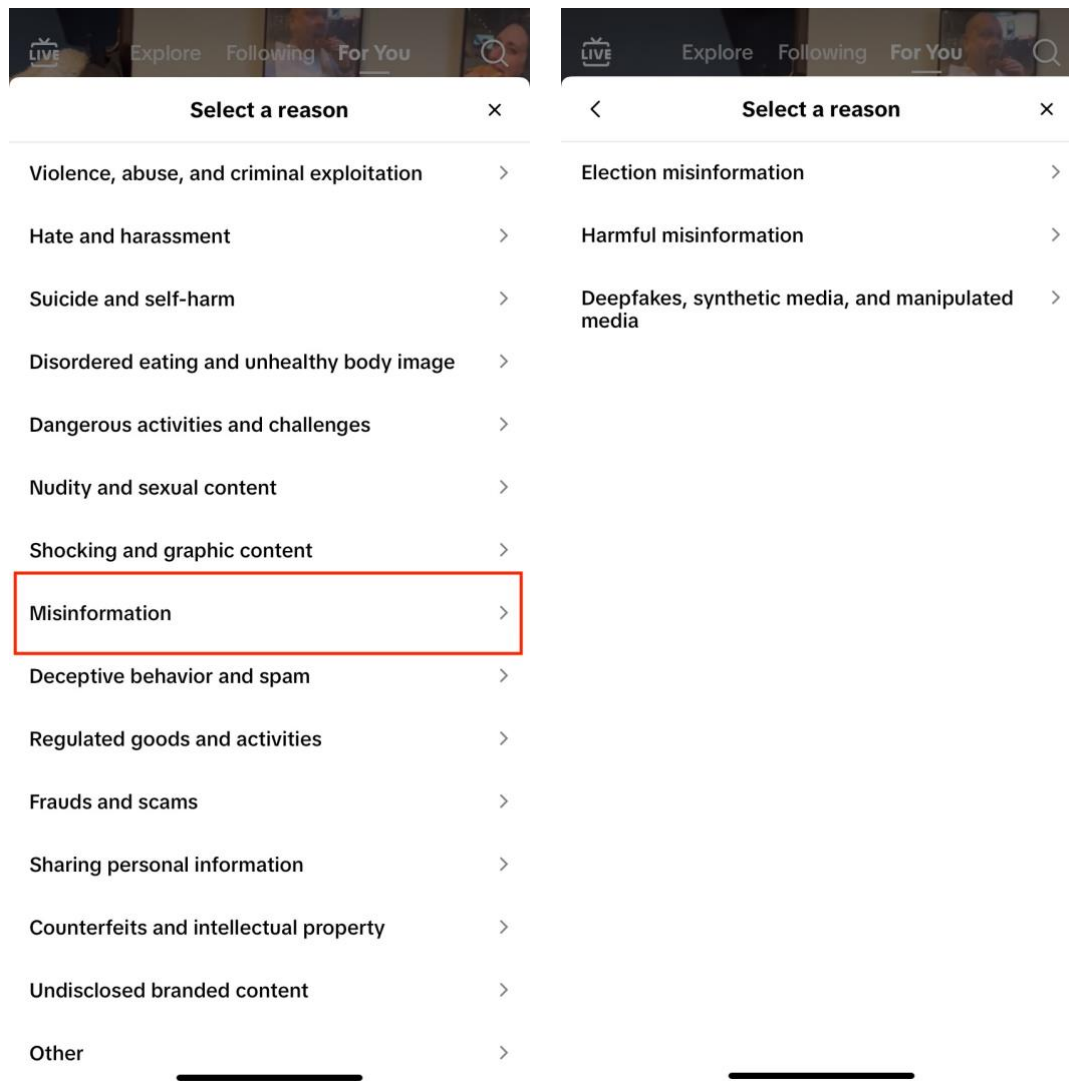 LIVE Explore Following For You
Select a reason
Violence, abuse, and criminal exploitation
Hate and harassment
Suicide and self-harm
Disordered eating and unhealthy body image
Dangerous activities and challenges
Nudity and sexual content
Shocking and graphic content
Misinformation
Deceptive behavior and spam
Regulated goods and activities
Frauds and scams
Sharing personal information
Counterfeits and intellectual property
Undisclosed branded content
Other
LIVE Explore Following For You
Select a reason
Election misinformation
Harmful misinformation
Deepfakes, synthetic media, and manipulated
media